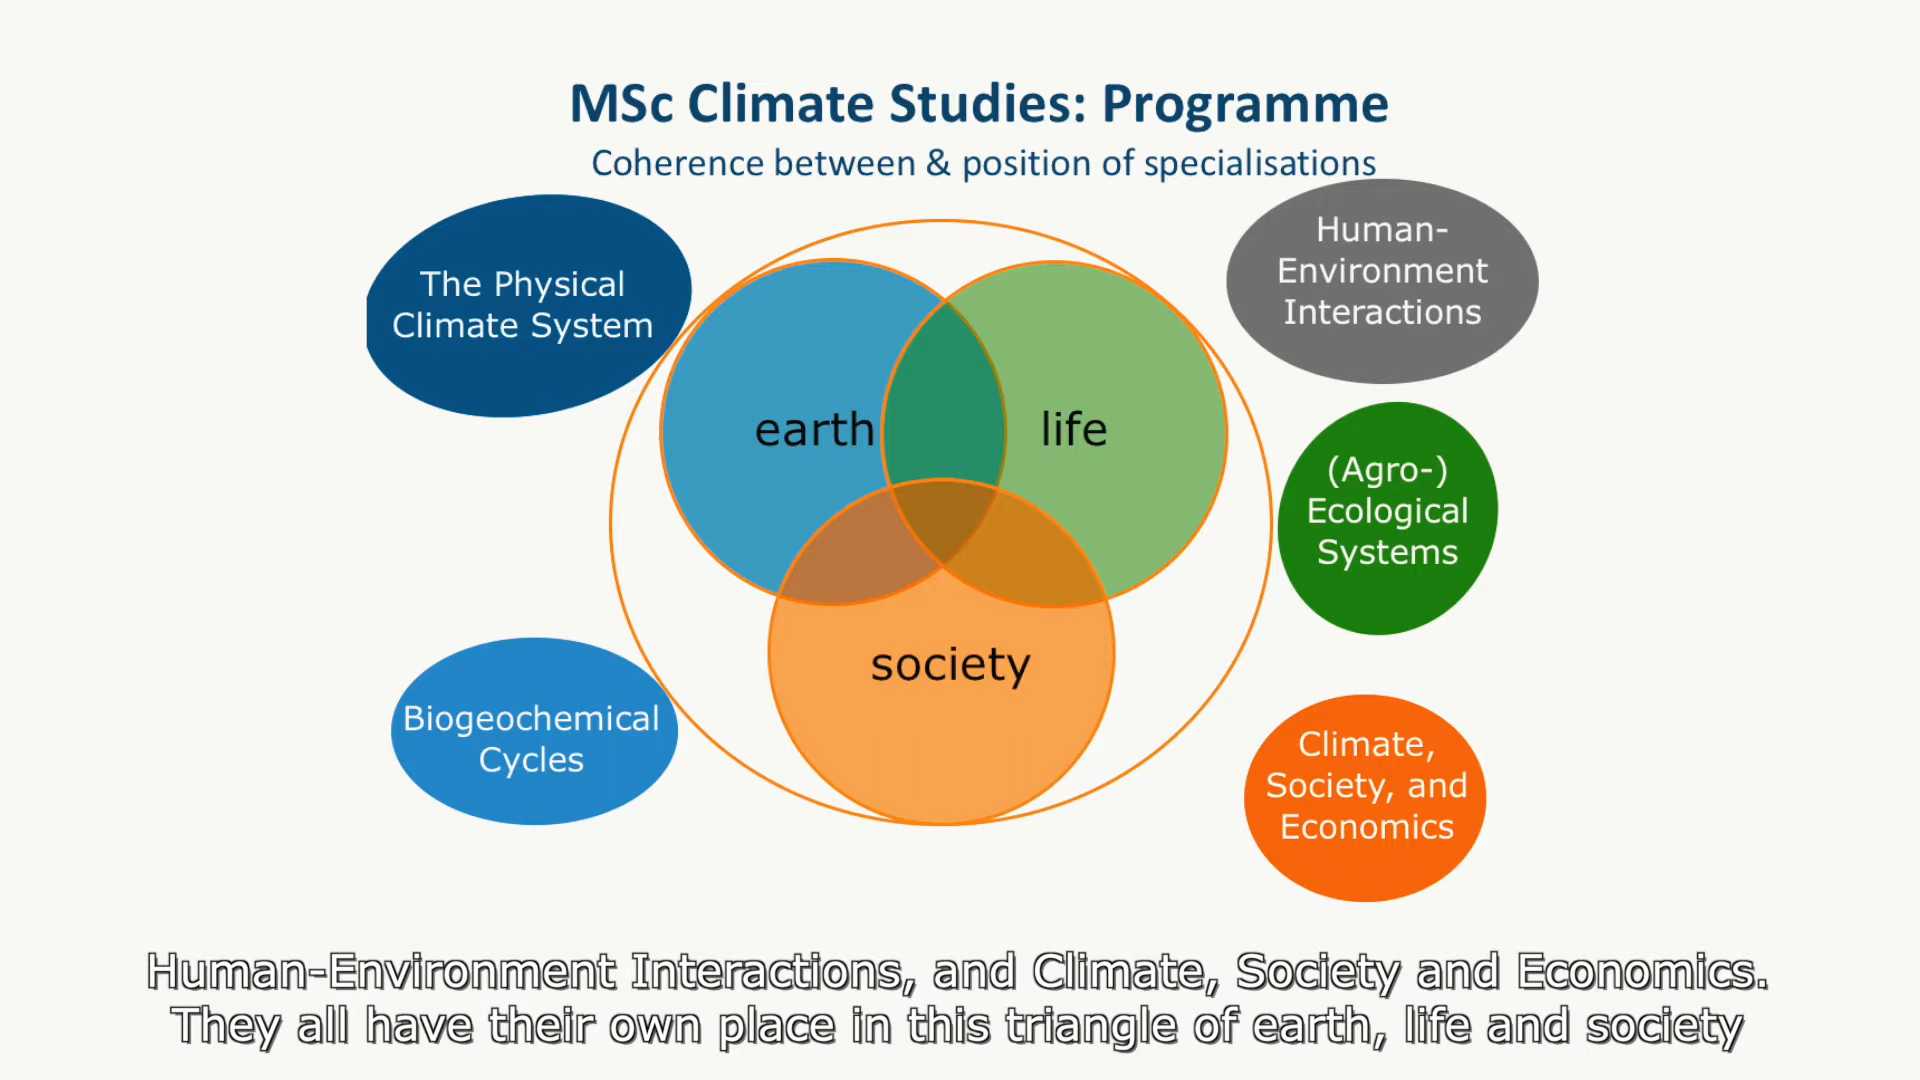 MSc Climate Studies: Programme
Coherence between & position of specialisations
The Physical
Climate System
Human-
Environment
Interactions
earth
life
(Agro-)
Ecological
Systems
society
Biogeochemical
Cycles
Climate,
Society, and
Economics
Human-Environment Interactions, and Climate, Society and Economics.
They all have their own place in this triangle of earth, life and society